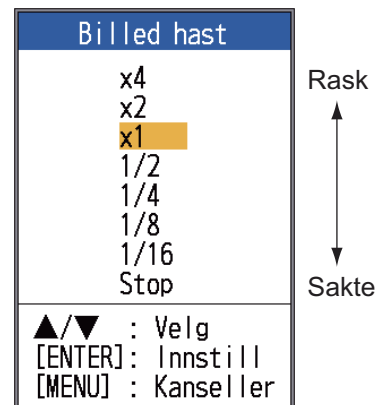 Billed hast
x4 Rask
x2
x1
1/2
1/4
1/8
1/16
Stop Sakte
▲/▼ : Velg
[ENTER]: Innstill
[MENU] : Kanseller